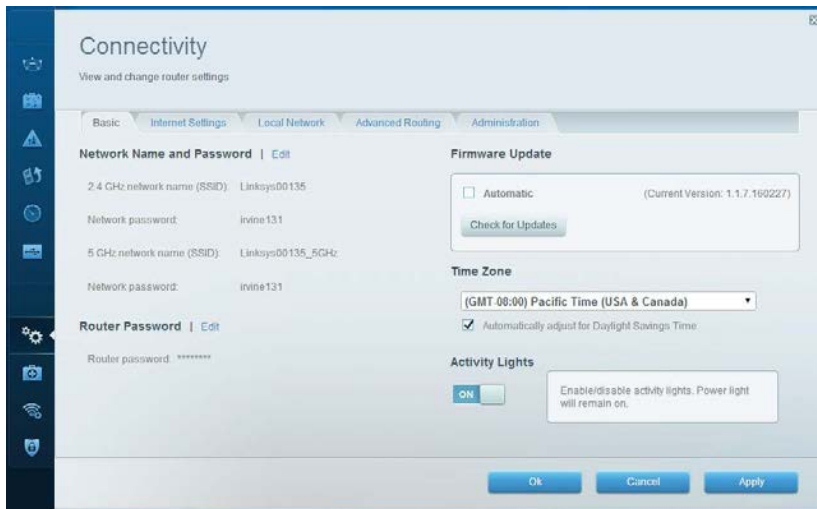 Connectivity
View and change router settings
Basic
Internet Settings
Local Network
Advanced Routing
Administration
Network Name and Password | Edit
2.4 GHz network name (SSID): Linksys00135
Network password: irvine131
5 GHz network name (SSID): Linksys00135_5GHz
Network password: irvine131
Router Password | Edit
Router password: ********
Firmware Update
Automatic
(Current Version: 1.1.7.160227)
Check for Updates
Time Zone
(GMT-08:00) Pacific Time (USA & Canada)
Automatically adjust for Daylight Savings Time
Activity Lights
ON
Enable/disable activity lights. Power light
will remain on.
Ok
Cancel
Apply